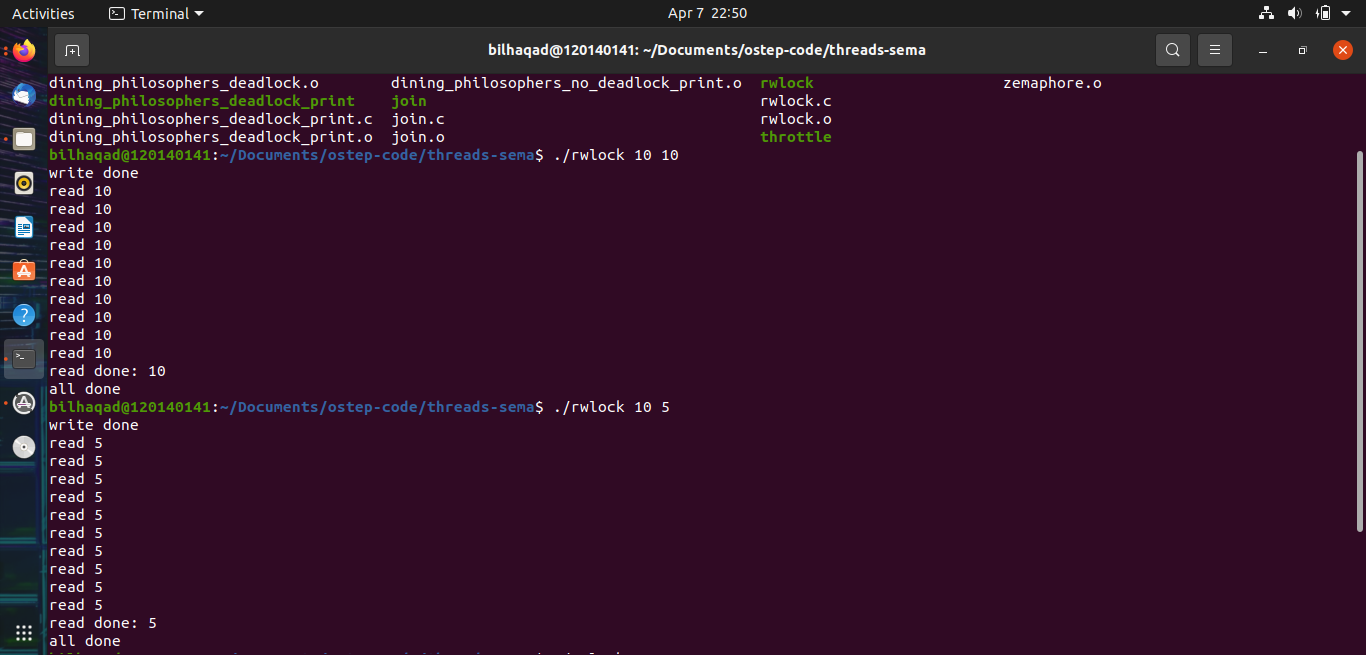 Activities Terminal Apr 7 22:50
bilhaqad@120140141: ~/Documents/ostep-code/threads-sema
dining_philosophers_deadlock.o dining_philosophers_no_deadlock_print.o rwlock zemaphore.o
dining_philosophers_deadlock_print join rwlock.c
dining_philosophers_deadlock_print.c join.c rwlock.o
dining_philosophers_deadlock_print.o join.o throttle
bilhaqad@120140141:~/Documents/ostep-code/threads-sema$ ./rwlock 10 10
write done
read 10
read 10
read 10
read 10
read 10
read 10
read 10
read 10
read 10
read 10
read done: 10
all done
bilhaqad@120140141:~/Documents/ostep-code/threads-sema$ ./rwlock 10 5
write done
read 5
read 5
read 5
read 5
read 5
read 5
read 5
read 5
read 5
read 5
read done: 5
all done